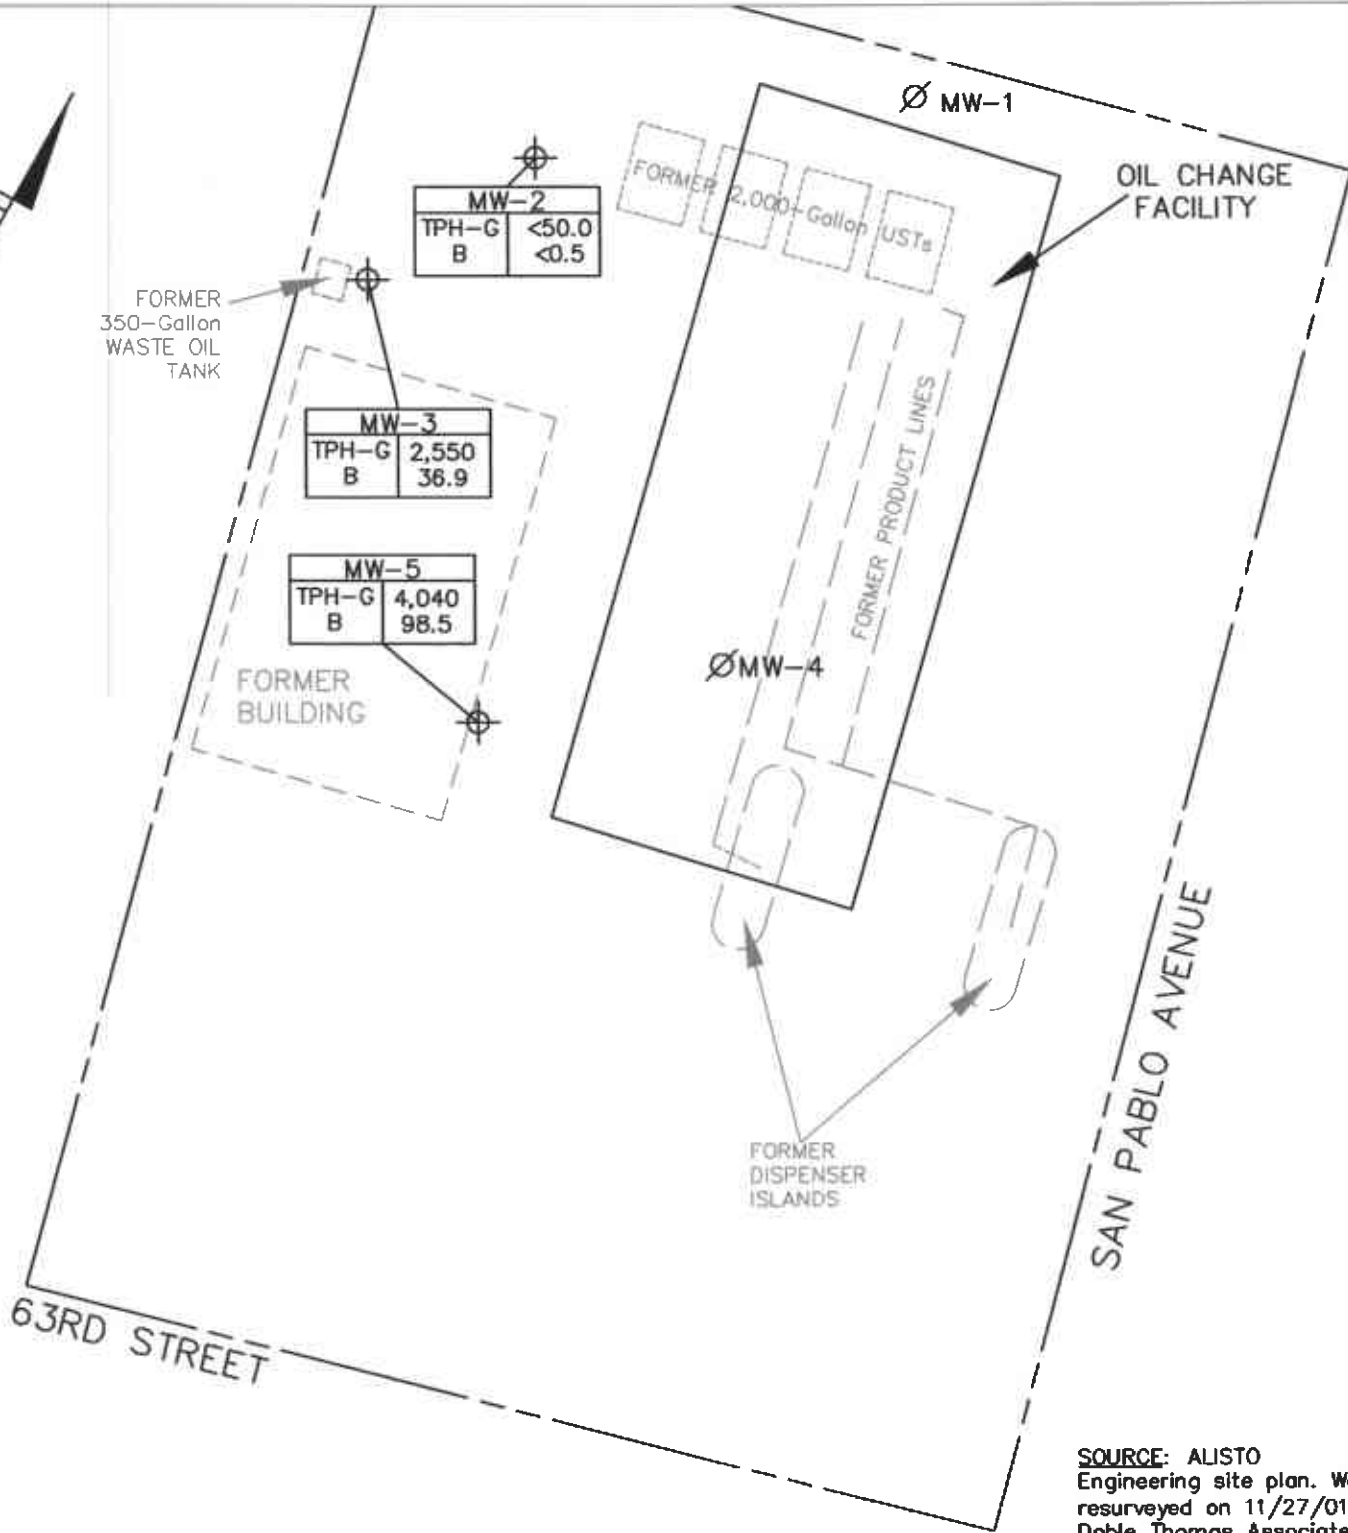 MW-1
OIL CHANGE
FACILITY
FORMER 2,000-Gallon USTs
MW-2
TPH-G <50.0
B <0.5
FORMER
350-Gallon
WASTE OIL
TANK
MW-3
TPH-G 2,550
B 36.9
FORMER PRODUCT LINES
MW-5
TPH-G 4,040
B 98.5
MW-4
FORMER
BUILDING
FORMER
DISPENSER
ISLANDS
SAN PABLO AVENUE
63RD STREET
SOURCE: ALISTO
Engineering site plan.
resurveyed on 11/27/01
Doble Thomas